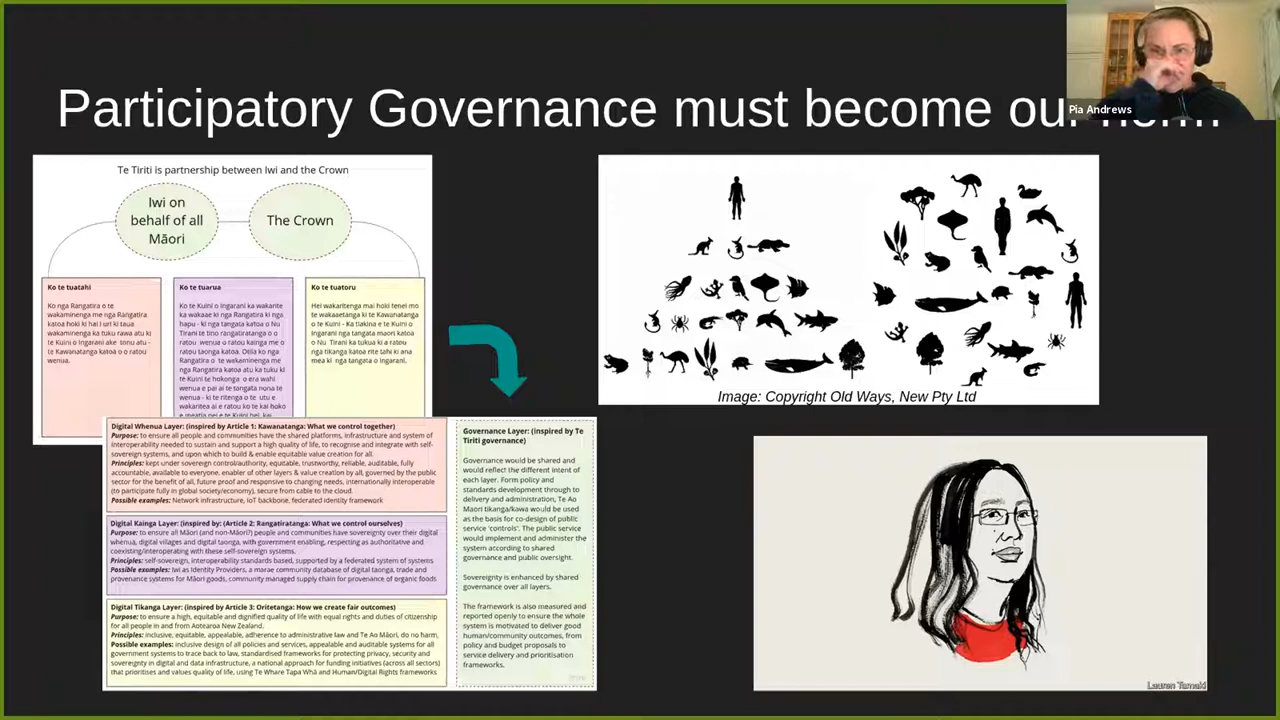 Participatory Governance must become our norm
Pia Andrews
Te Tiriti is partnership between Iwi and the Crown
Iwi on
behalf of all
Māori
The Crown
Ko te tuatahi
Ko nga Rangatira o te
wakaminenga me nga Rangatira
katoa hoki ki hai i uri ki taua
wakaminenga ka tuku rawa atu ki
te Kuini o Ingarani ake tonu atu -
te Kawanatanga katoa o o ratou
wenua.
Ko te tuarua
Ko te Kuini o Ingarani ka wakarite
ka wakaae ki nga Rangatira ki nga
hapu - ki nga tangata katoa o Nu
Tirani te tino rangatiratanga o o
ratou wenua o ratou kainga me o
ratou taonga katoa. Otiia ko nga
Rangatira o te wakaminenga me
nga Rangatira katoa atu ka tuku ki
te Kuini te hokonga o era wahi
wenua e pai ai te tangata nona te
wenua - ki te ritenga o te utu e
wakaritea ai e ratou ko te kai hoko
Ko te tuatoru
Hei wakaritenga mai hoki tenei mo
te wakaaetanga ki te Kawanatanga
o te Kuini - Ka tiakina e te Kuini o
Ingarani nga tangata maori katoa
o Nu Tirani ka tukua ki a ratou
nga tikanga katoa rite tahi ki ana
mea ki nga tangata o Ingarani.
Digital Whenua Layer: (inspired by Article 1: Kawanatanga: What we control together)
Purpose: to ensure all people and communities have the shared platforms, infrastructure and system of
interoperability needed to sustain and support a high quality of life, to recognise and integrate with self-
sovereign systems, and upon which to build & enable equitable value creation for all.
Principles: kept under sovereign control/authority, equitable, trustworthy, reliable, auditable, fully
accountable, available to everyone, enabler of other layers & value creation by all, governed by the public
sector for the benefit of all, future proof and responsive to changing needs, internationally interoperable
(to participate fully in global society/economy), secure from cable to the cloud.
Possible examples: Network infrastructure, IoT backbone, federated identity framework
Digital Kainga Layer: (inspired by: (Article 2: Rangatiratanga: What we control ourselves)
Purpose: to ensure all Māori (and non-Māori?) people and communities have sovereignty over their digital
whenua, digital villages and digital taonga, with government enabling, respecting as authoritative and
coexisting/interoperating with these self-sovereign systems,
Principles: self-sovereign, interoperability standards based, supported by a federated system of systems
Possible examples: Iwi as Identity Providers, a marae community database of digital taonga, trade and
provenance systems for Māori goods, community managed supply chain for provenance of organic foods
Digital Tikanga Layer: (inspired by Article 3: Oritetanga: How we create fair outcomes)
Purpose: to ensure a high, equitable and dignified quality of life with equal rights and duties of citizenship
for all people in and from Aotearoa New Zealand.
Principles: inclusive, equitable, appealable, adherence to administrative law and Te Ao Māori, do no harm,
Possible examples: inclusive design of all policies and services, appealable and auditable systems for all
government systems to trace back to law, standardised frameworks for protecting privacy, security and
sovereignty in digital and data infrastructure, a national approach for funding initiatives (across all sectors)
that prioritises and values quality of life, using Te Whare Tapa Whā and Human/Digital Rights frameworks
Governance Layer: (inspired by Te
Tiriti governance)
Governance would be shared and
would reflect the different intent of
each layer. Form policy and
standards development through to
delivery and administration, Te Ao
Maori tikanga/kawa would be used
as the basis for co-design of public
service 'controls'. The public service
would implement and administer the
system according to shared
governance and public oversight.
Sovereignty is enhanced by shared
governance over all layers.
The framework is also measured and
reported openly to ensure the whole
system is motivated to deliver good
human/community outcomes, from
policy and budget proposals to
service delivery and prioritisation
frameworks.
Image: Copyright Old Ways, New Pty Ltd
Lauren Tamaki